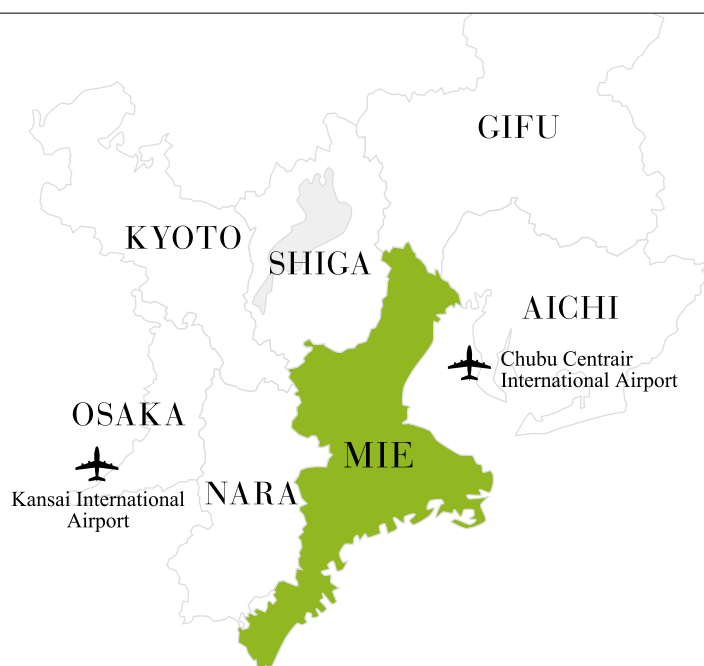 GIFU
KYOTO
SHIGA
AICHI
Chubu Centrair
International Airport
OSAKA
MIE
Kansai International
Airport
NARA